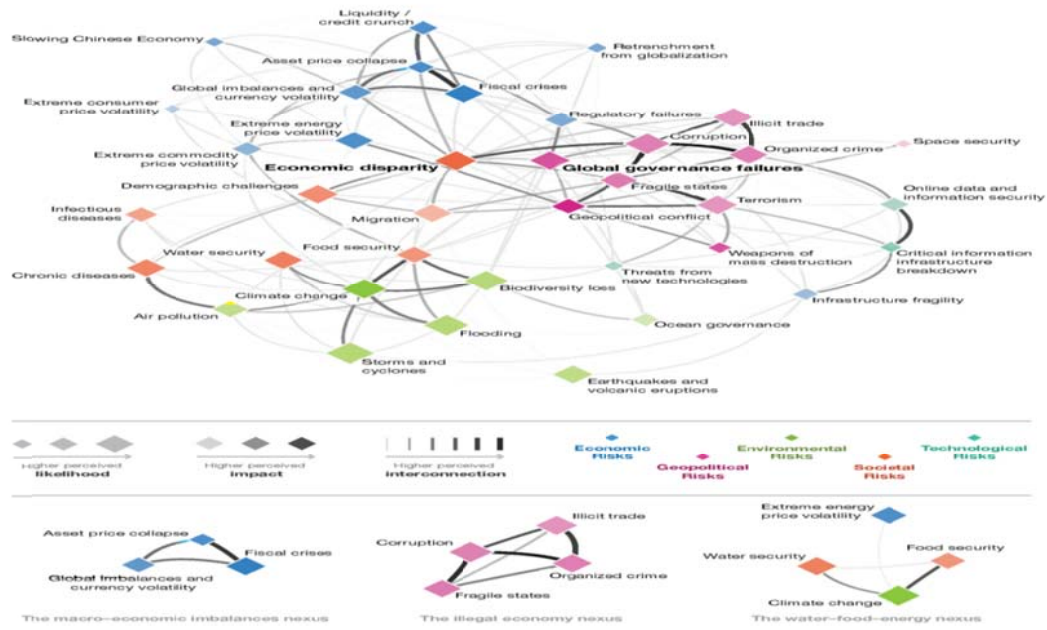 Liquidity /
credit crunch
Slowing Chinese Economy
Retrenchment
from globalization
Asset price collapse
Global imbalances and
currency volatility
Fiscal crises
Extreme consumer
price volatility
Regulatory failures
Illicit trade
Extreme energy
price volatility
Corruption
Organized crime
Space security
Extreme commodity
price volatility
Economic disparity
Global governance failures
Demographic challenges
Fragile states
Online data and
information security
Infectious
diseases
Migration
Geopolitical conflict
Terrorism
Water security
Food security
Weapons of
mass destruction
Critical information
infrastructure
breakdown
Chronic diseases
Threats from
new technologies
Climate change
Biodiversity loss
Infrastructure fragility
Air pollution
Flooding
Ocean governance
Storms and
cyclones
Earthquakes and
volcanic eruptions
Higher perceived
likelihood
Higher perceived
impact
Higher perceived
interconnection
Economic
Risks
Geopolitical
Risks
Environmental
Risks
Societal
Risks
Technological
Risks
Asset price collapse
Fiscal crises
Global Imbalances and
currency volatility
The macro-economic imbalances nexus
Illicit trade
Corruption
Organized crime
Fragile states
The illegal economy nexus
Extreme energy
price volatility
Water security
Food security
Climate change
The water-food-energy nexus